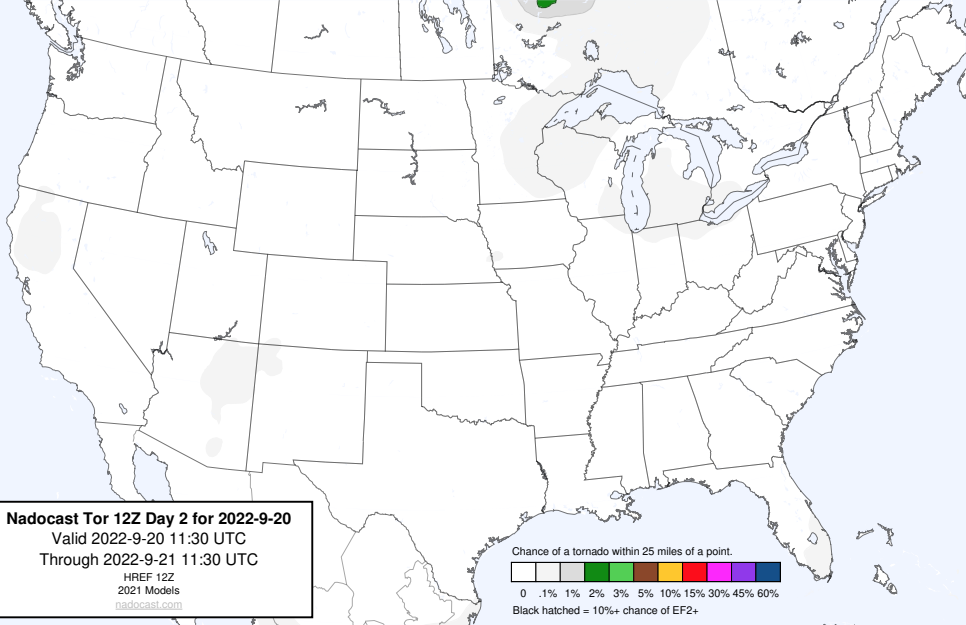 Nadocast Tor 12Z Day 2 for 2022-9-20
Valid 2022-9-20 11:30 UTC
Through 2022-9-21 11:30 UTC
HREF 12Z
2021 Models
nadocast.com
Chance of a tornado within 25 miles of a point.
0 .1% 1% 2% 3% 5% 10% 15% 30% 45% 60%
Black hatched = 10%+ chance of EF2+